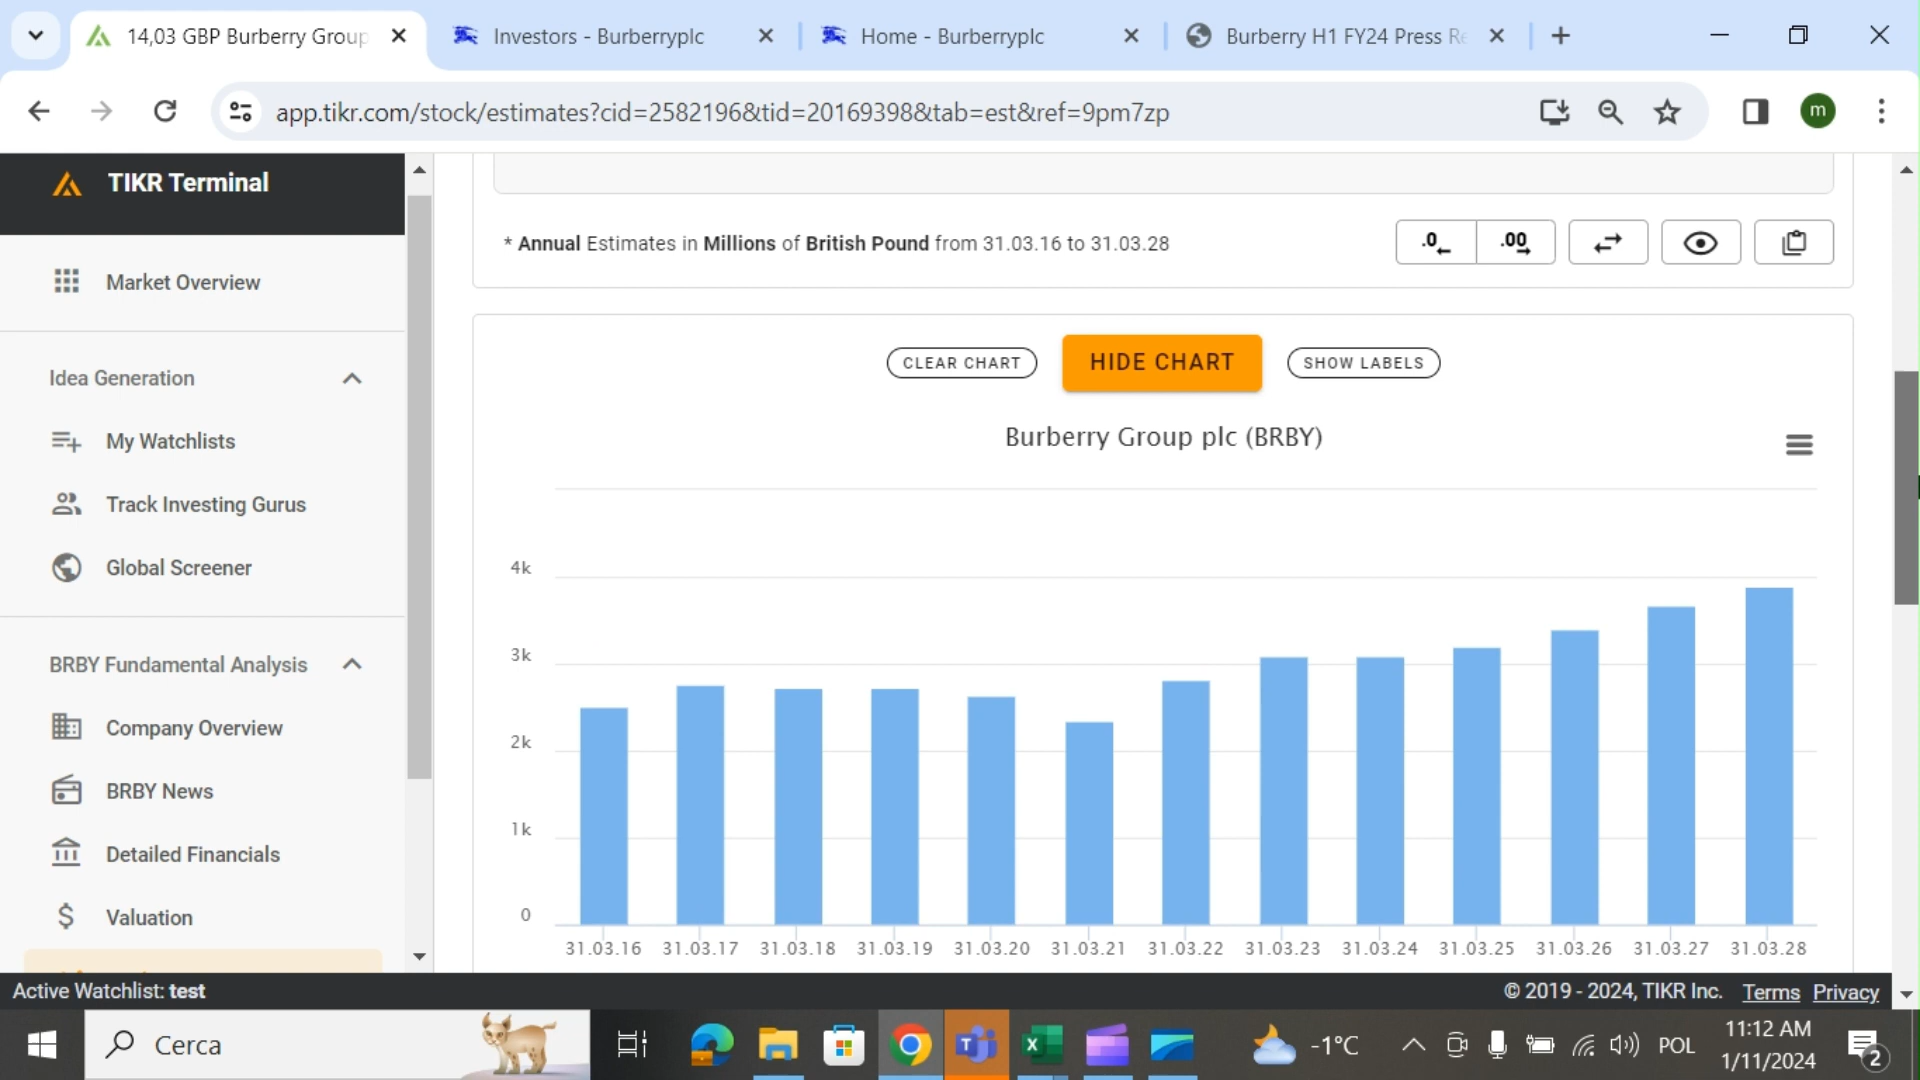 14,03 GBP Burberry Group
Investors - Burberryplc
Home - Burberryplc
Burberry H1 FY24 Press Re
app.tikr.com/stock/estimates?cid=2582196&tid=20169398&tab=est&ref=9pm7zp
m
TIKR Terminal
Market Overview
Idea Generation
My Watchlists
Track Investing Gurus
Global Screener
BRBY Fundamental Analysis
Company Overview
BRBY News
Detailed Financials
Valuation
* Annual Estimates in Millions of British Pound from 31.03.16 to 31.03.28
.0
.00
CLEAR CHART
HIDE CHART
SHOW LABELS
Burberry Group plc (BRBY)
4k
3k
2k
1k
0
31.03.16 31.03.17 31.03.18 31.03.19 31.03.20 31.03.21 31.03.22 31.03.23 31.03.24 31.03.25 31.03.26 31.03.27 31.03.28
Active Watchlist: test
© 2019 - 2024, TIKR Inc. Terms Privacy
Cerca
-1°C
POL
11:12 AM
1/11/2024
2